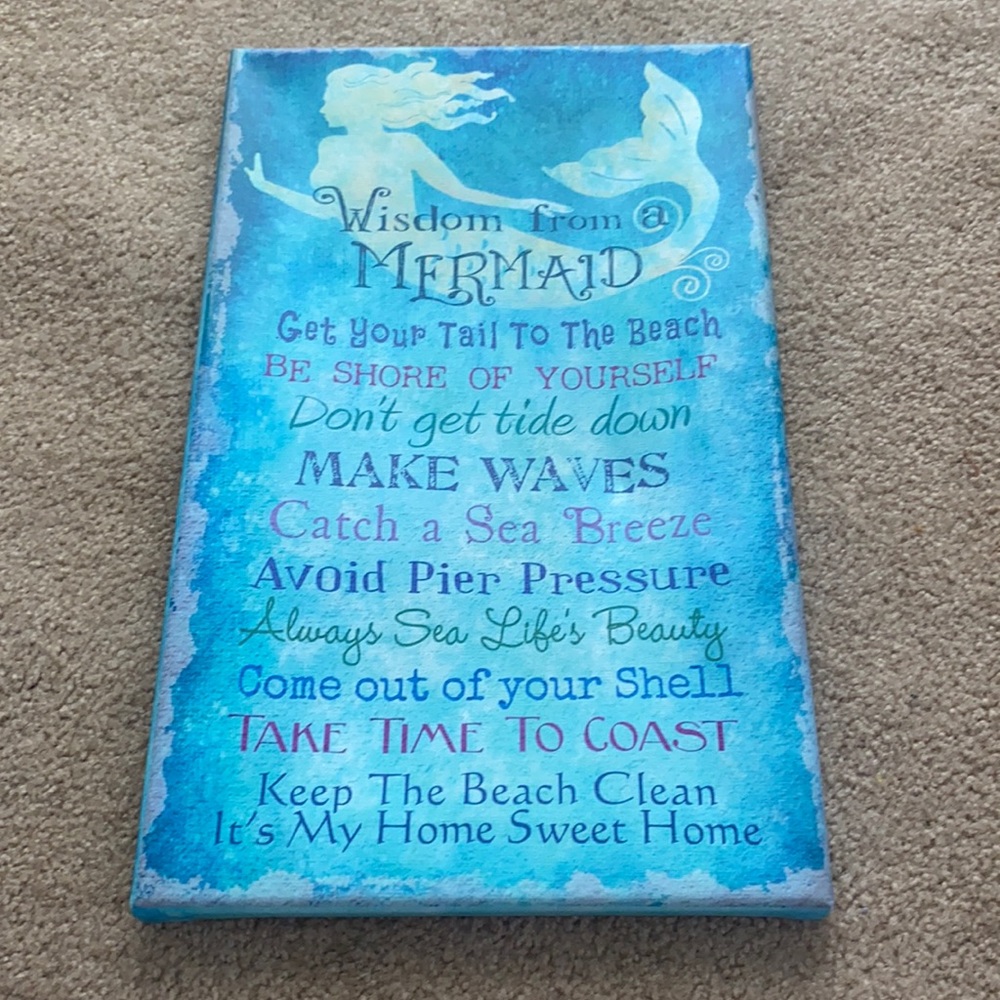 Wisdom from a
MERMAID
Get Your Tail To The Beach
BE SHORE OF YOURSELF
Don't get tide down
MAKE WAVES
Catch a Sea Breeze
Avoid Pier Pressure
Always Sea Life's Beauty
Come out of your Shell
TAKE TIME TO COAST
Keep The Beach Clean
It's My Home Sweet Home